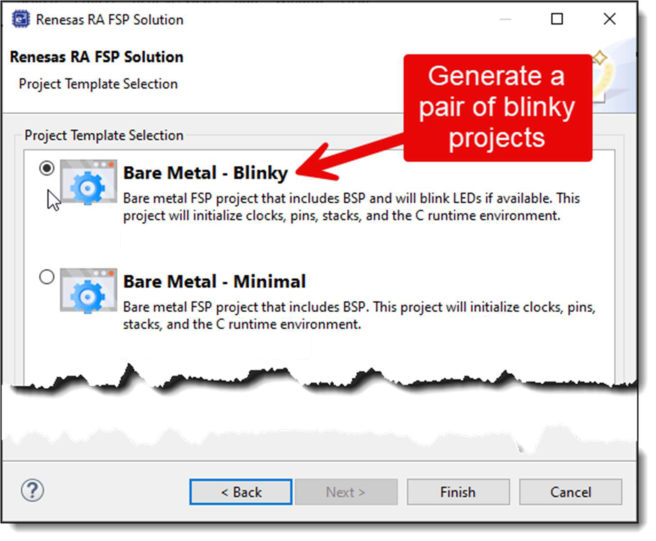 Renesas RA FSP Solution
Renesas RA FSP Solution
Project Template Selection
Generate a
pair of blinky
projects
Project Template Selection
Bare Metal - Blinky
Bare metal FSP project that includes BSP and will blink LEDs if available. This
project will initialize clocks, pins, stacks, and the C runtime environment.
Bare Metal - Minimal
Bare metal FSP project that includes BSP. This project will initialize clocks, pins,
stacks, and the C runtime environment.
?
< Back
Next >
Finish
Cancel